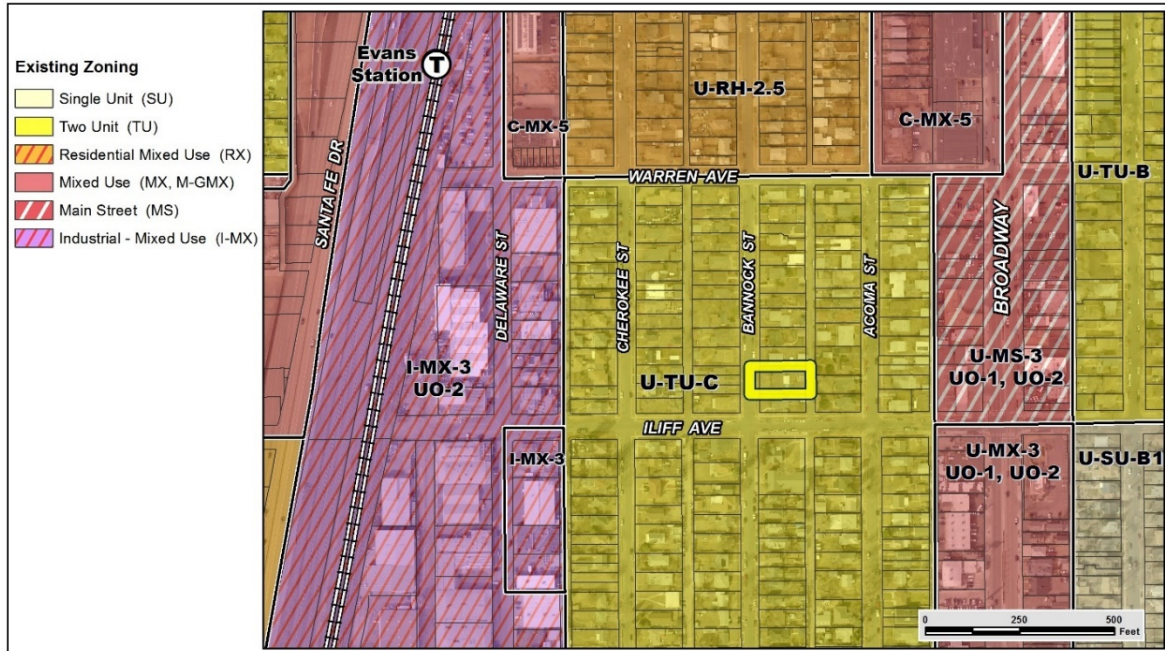 Existing Zoning
Single Unit (SU)
Two Unit (TU)
Residential Mixed Use (RX)
Mixed Use (MX, M-GMX)
Main Street (MS)
Industrial - Mixed Use (I-MX)
Evans
Station
T
C-MX-5
U-RH-2.5
C-MX-5
WARREN AVE
U-TU-B
SANTA FE DR
DELAWARE ST
CHEROKEE ST
BANNOCK ST
ACOMA ST
BROADWAY
I-MX-3
UO-2
U-TU-C
U-MS-3
UO-1, UO-2
ILIFF AVE
I-MX-3
U-MX-3
UO-1, UO-2
U-SU-B1
0 250 500
Feet